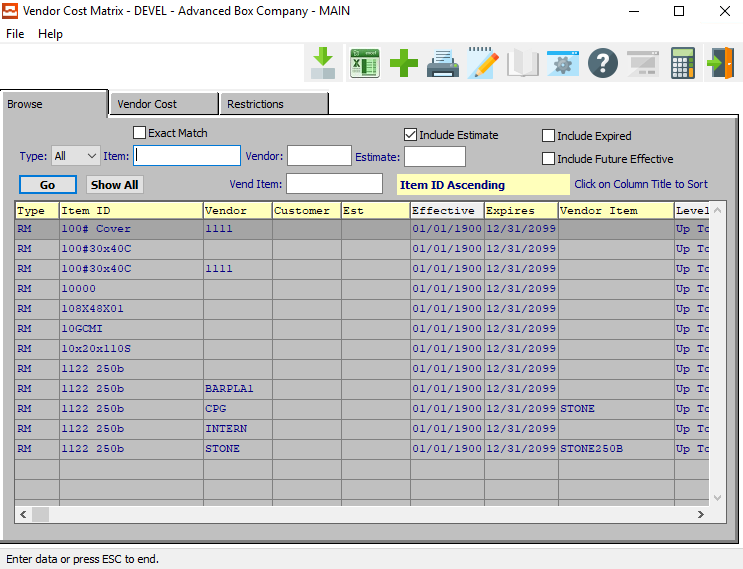 Vendor Cost Matrix - DEVEL - Advanced Box Company - MAIN
File Help
Browse Vendor Cost Restrictions
Exact Match Include Estimate Include Expired
Type: All Item: Vendor: Estimate: Include Future Effective
Go Show All Vend Item: Item ID Ascending Click on Column Title to Sort
Type Item ID Vendor Customer Est Effective Expires Vendor Item Level
RM 100# Cover 1111 01/01/1900 12/31/2099 Up To
RM 100#30x40C 01/01/1900 12/31/2099 Up To
RM 100#30x40C 1111 01/01/1900 12/31/2099 Up To
RM 10000 01/01/1900 12/31/2099 Up To
RM 108X48X01 01/01/1900 12/31/2099 Up To
RM 10GCMI 01/01/1900 12/31/2099 Up To
RM 10x20x110S 01/01/1900 12/31/2099 Up To
RM 1122 250b 01/01/1900 12/31/2099 Up To
RM 1122 250b BARPLA1 01/01/1900 12/31/2099 Up To
RM 1122 250b CPG 01/01/1900 12/31/2099 STONE Up To
RM 1122 250b INTERN 01/01/1900 12/31/2099 Up To
RM 1122 250b STONE 01/01/1900 12/31/2099 STONE250B Up To
Enter data or press ESC to end.